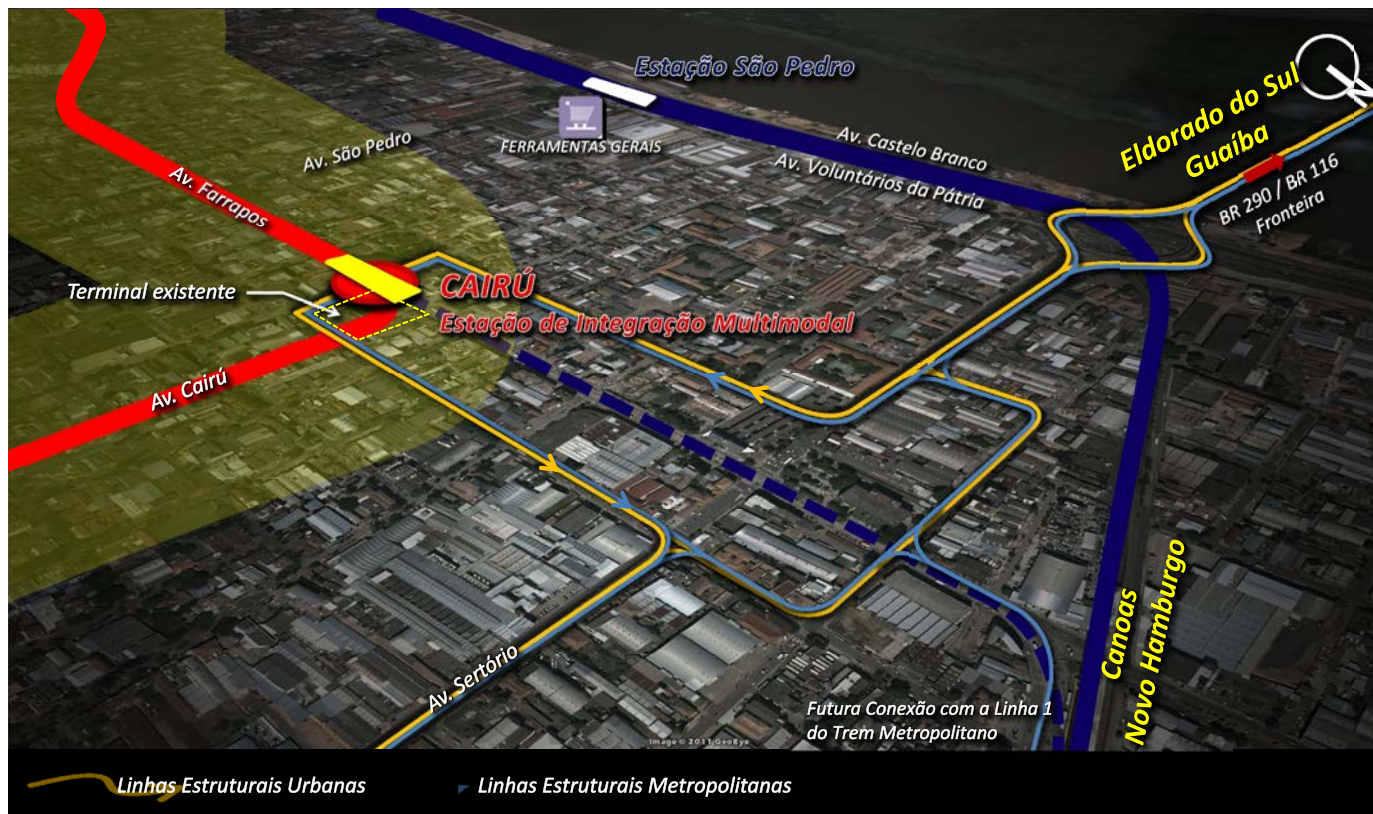 Estação São Pedro
FERRAMENTAS GERAIS
Av. São Pedro
Av. Castelo Branco
Av. Voluntários da Pátria
Eldorado do Sul
Guaíba
N
BR 290 / BR 116
Fronteira
Av. Farrapos
Terminal existente
CAIRÚ
Estação de Integração Multimodal
Av. Cairú
Av. Sertório
Canoas
Novo Hamburgo
Futura Conexão com a Linha 1
do Trem Metropolitano
Image © 2011 GeoEye
Linhas Estruturais Urbanas
Linhas Estruturais Metropolitanas